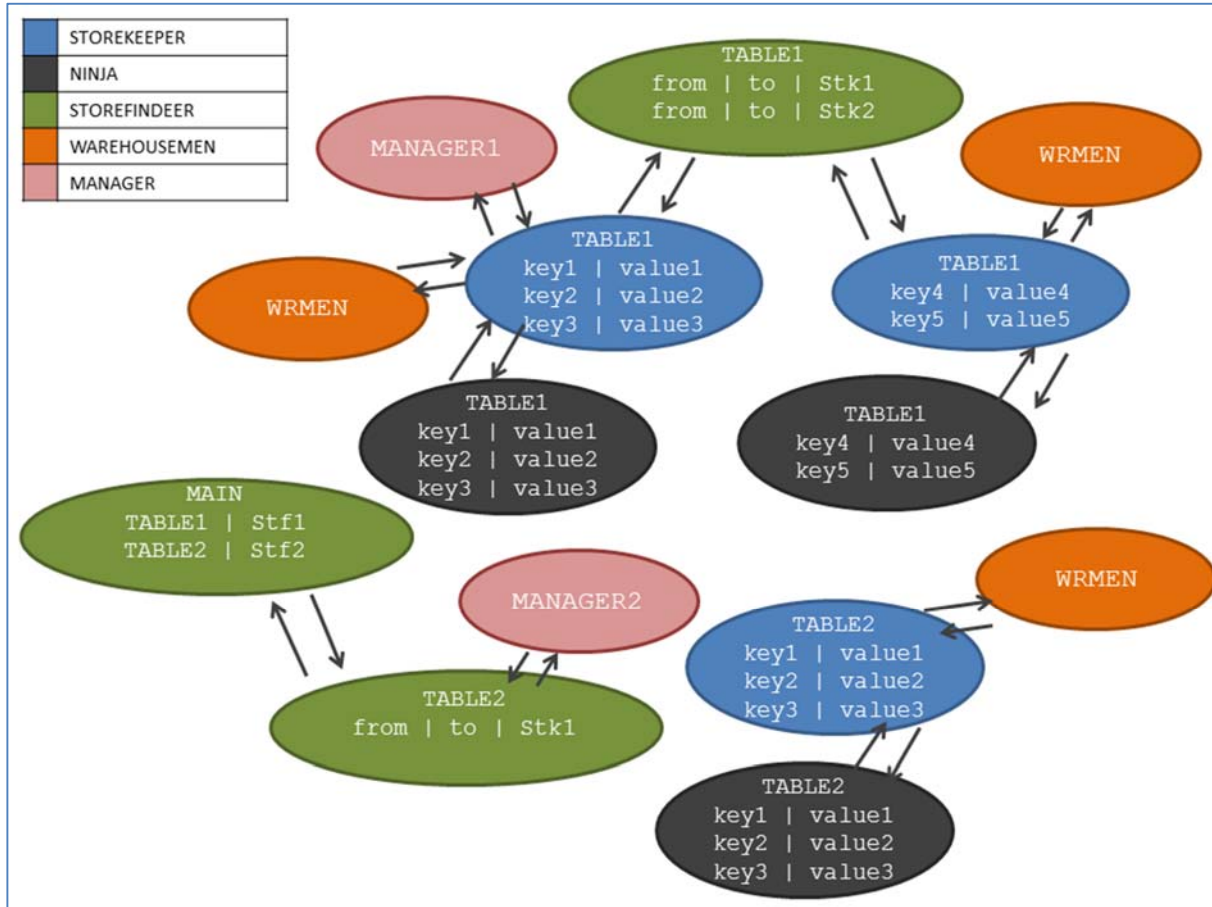 STOREKEEPER
NINJA
STOREFINDEER
WAREHOUSEMEN
MANAGER
TABLE1
from | to | Stk1
from | to | Stk2
MANAGER1
WRMEN
TABLE1
key1 | value1
key2 | value2
key3 | value3
TABLE1
key4 | value4
key5 | value5
WRMEN
TABLE1
key1 | value1
key2 | value2
key3 | value3
TABLE1
key4 | value4
key5 | value5
MAIN
TABLE1 | Stf1
TABLE2 | Stf2
MANAGER2
WRMEN
TABLE2
key1 | value1
key2 | value2
key3 | value3
TABLE2
from | to | Stk1
TABLE2
key1 | value1
key2 | value2
key3 | value3